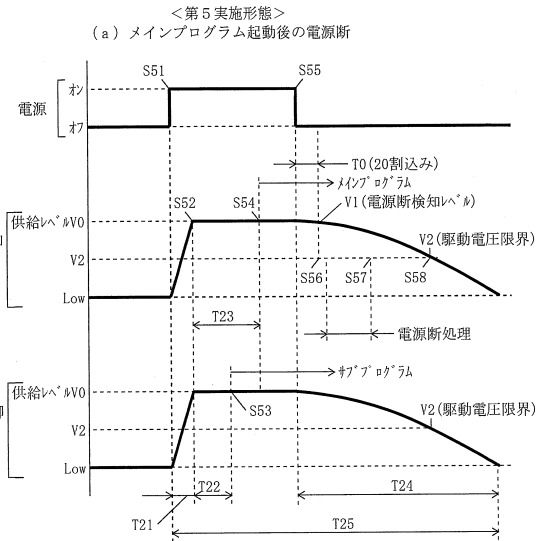 ＜第５実施形態＞
（ａ）メインプログラム起動後の電源断
S51
S55
ｵﾝ
電源
ｵﾌ
T0(20割込み)
ﾒｲﾝﾌﾟﾛｸﾞﾗﾑ
S52
S54
V1(電源断検知ﾚﾍﾞﾙ)
供給ﾚﾍﾞﾙV0
V2(駆動電圧限界)
V2
S56
S57
S58
Low
T23
電源断処理
ｻﾌﾞﾌﾟﾛｸﾞﾗﾑ
供給ﾚﾍﾞﾙV0
S53
V2(駆動電圧限界)
V2
Low
T22
T24
T21
T25